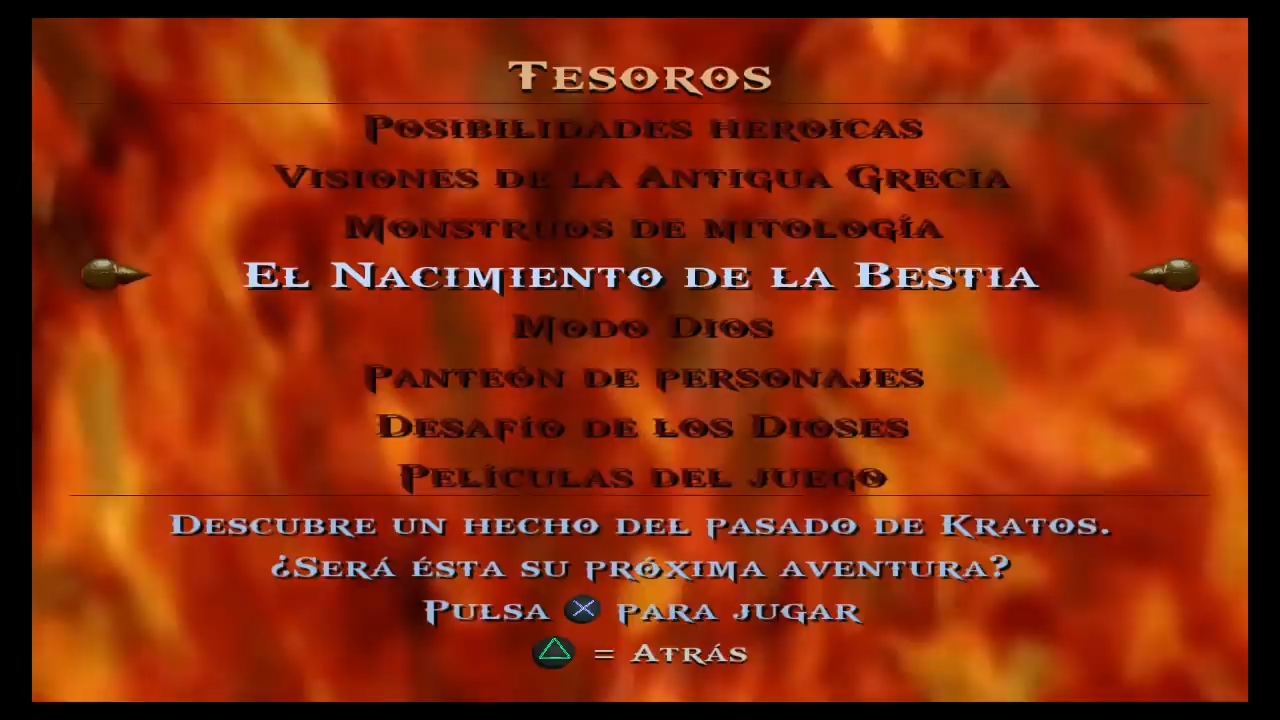 Tesoros
Posibilidades heroicas
Visiones de la Antigua Grecia
Monstruos de mitología
El Nacimiento de la Bestia
Modo Dios
Panteón de personajes
Desafío de los Dioses
Películas del juego
Descubre un hecho del pasado de Kratos.
¿Será ésta su próxima aventura?
Pulsa para jugar
= Atrás